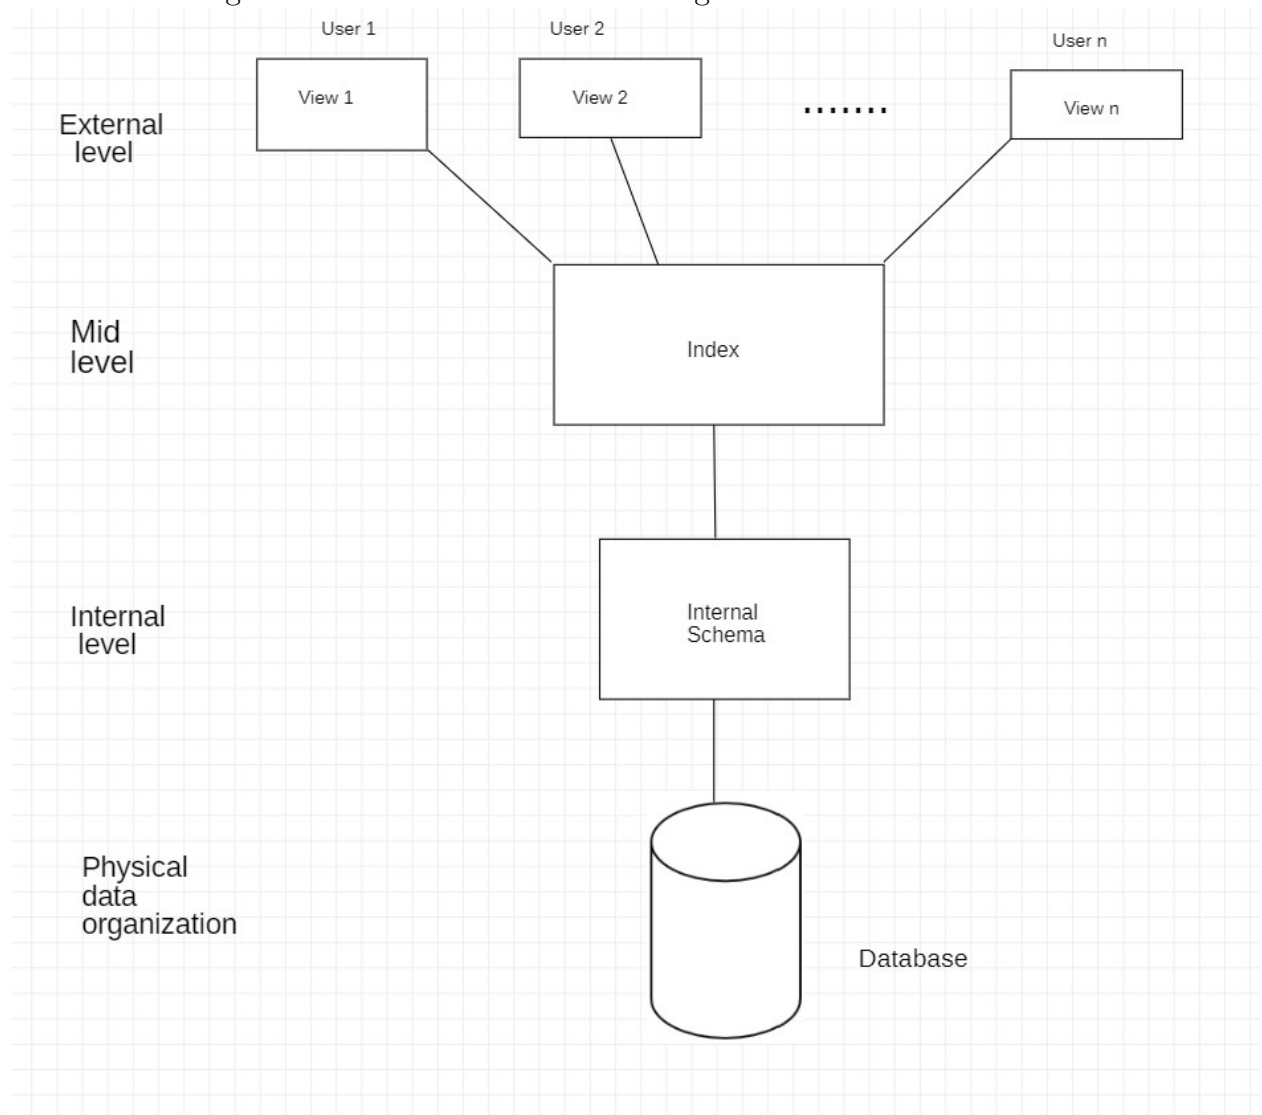 User 1
User 2
User n
View 1
View 2
.......
View n
External
level
Mid
level
Index
Internal
level
Internal
Schema
Physical
data
organization
Database